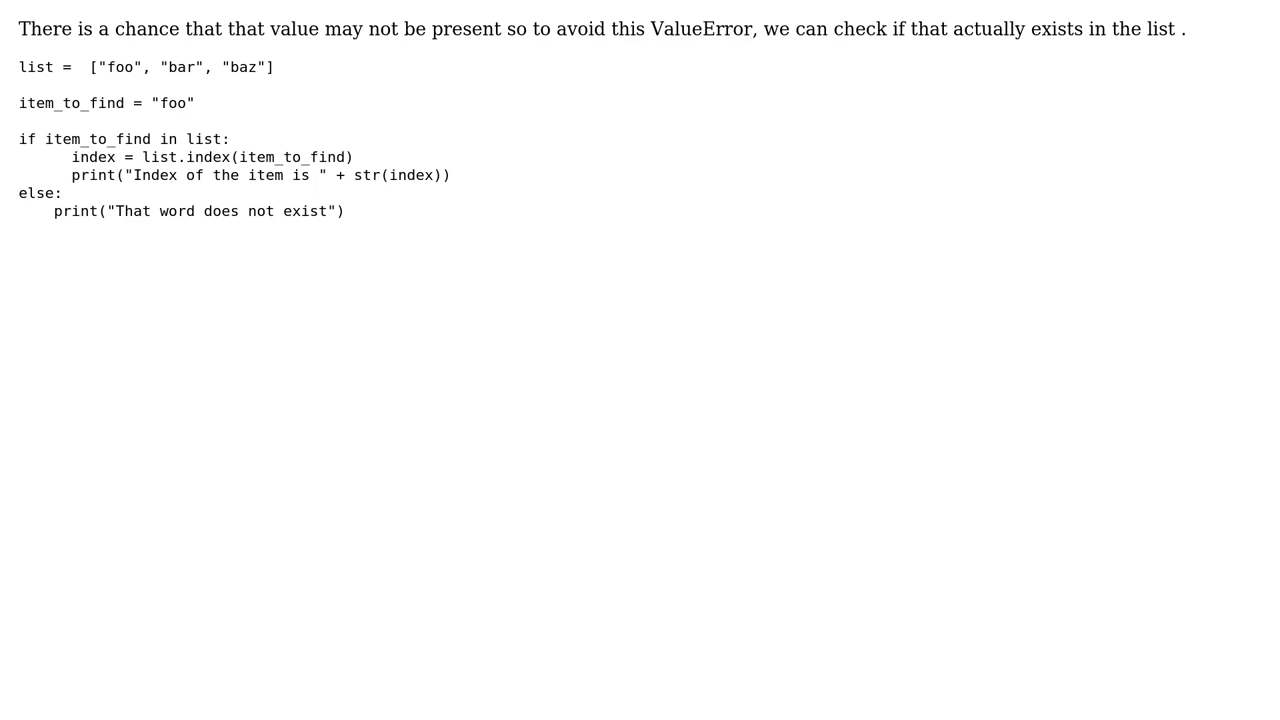 There is a chance that that value may not be present so to avoid this ValueError, we can check if that actually exists in the list .
list =  ["foo", "bar", "baz"]
item_to_find = "foo"
if item_to_find in list:
      index = list.index(item_to_find)
      print("Index of the item is " + str(index))
else:
    print("That word does not exist")